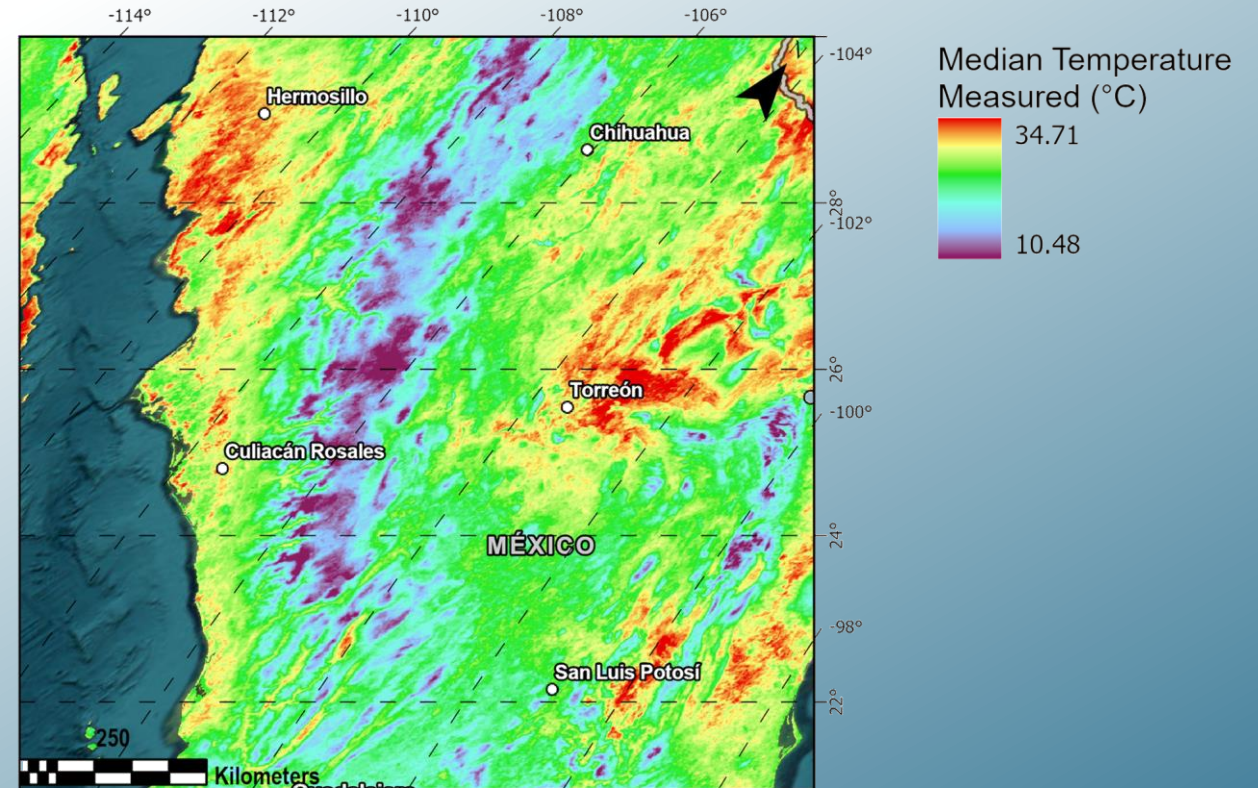 -114°
-112°
-110°
-108°
-106°
N
-104°
Hermosillo
Chihuahua
28°
-102°
26°
Torreón
-100°
Culiacán Rosales
MÉXICO
24°
-98°
San Luis Potosí
22°
250
Kilometers
Median Temperature
Measured (°C)
34.71
10.48